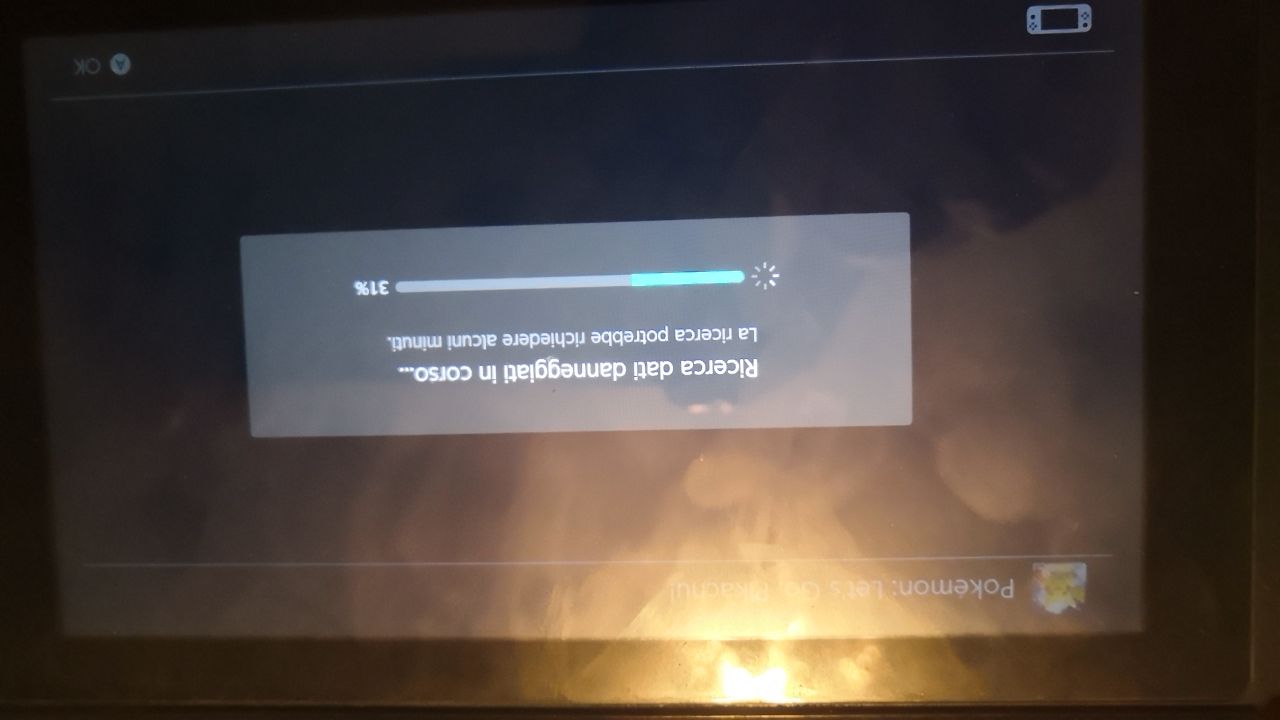 Pokémon: Let's Go, Pikachu!
Ricerca dati danneggiati in corso...
La ricerca potrebbe richiedere alcuni minuti.
31%
A OK